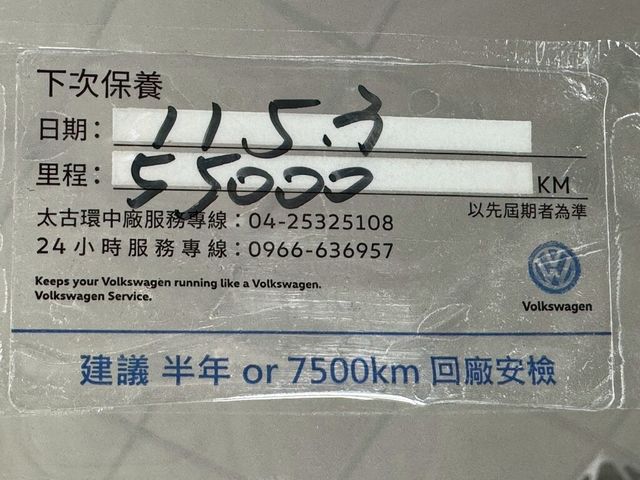 下次保養
日期：115.3
里程：55000 KM
以先屆期者為準
太古環中廠服務專線：04-25325108
24小時服務專線：0966-636957
Keeps your Volkswagen running like a Volkswagen.
Volkswagen Service.
Volkswagen
建議 半年 or 7500km 回廠安檢